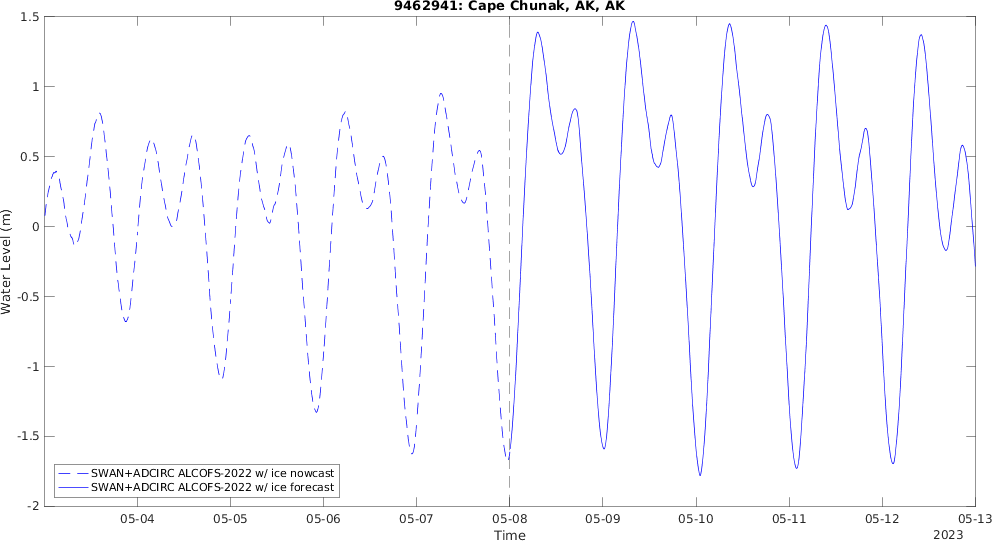 9462941: Cape Chunak, AK, AK
Water Level (m)
1.5
1
0.5
0
-0.5
-1
-1.5
-2
SWAN+ADCIRC ALCOFS-2022 w/ ice nowcast
SWAN+ADCIRC ALCOFS-2022 w/ ice forecast
05-04 05-05 05-06 05-07 05-08 05-09 05-10 05-11 05-12 05-13
Time
2023